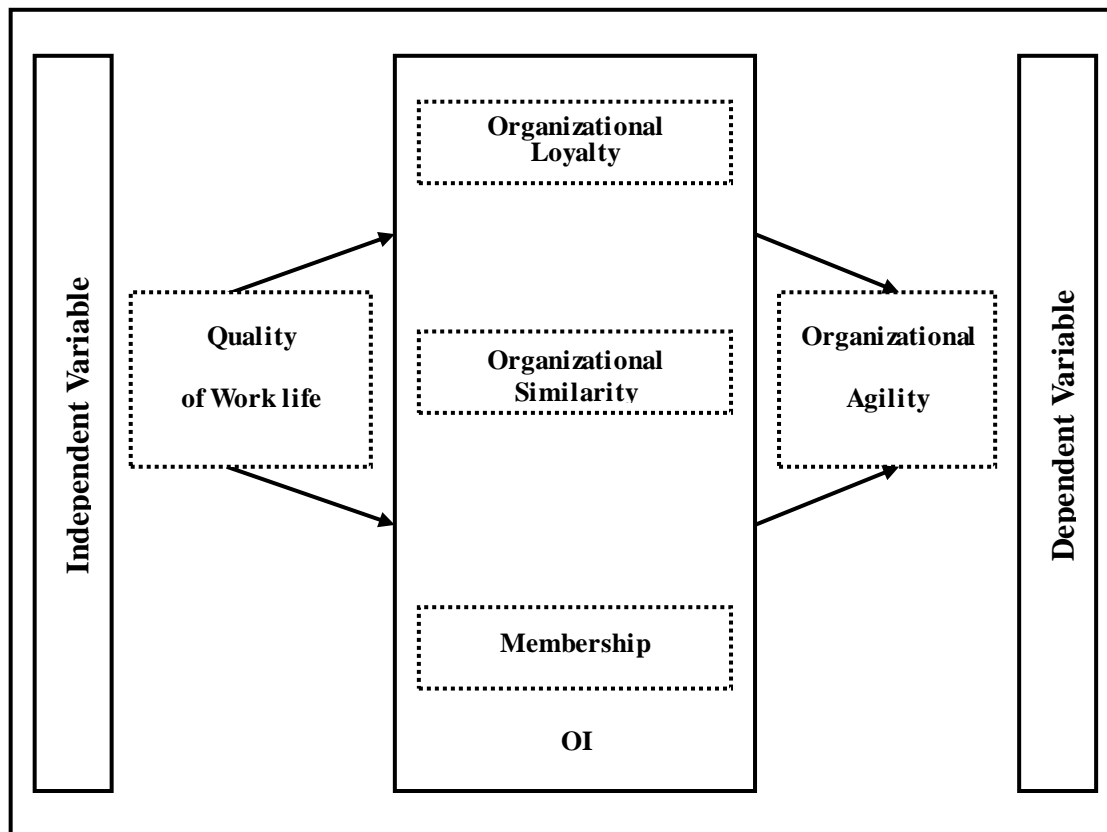 Independent Variable
Quality
of Work life
Organizational
Loyalty
Organizational
Similarity
Membership
OI
Organizational
Agility
Dependent Variable